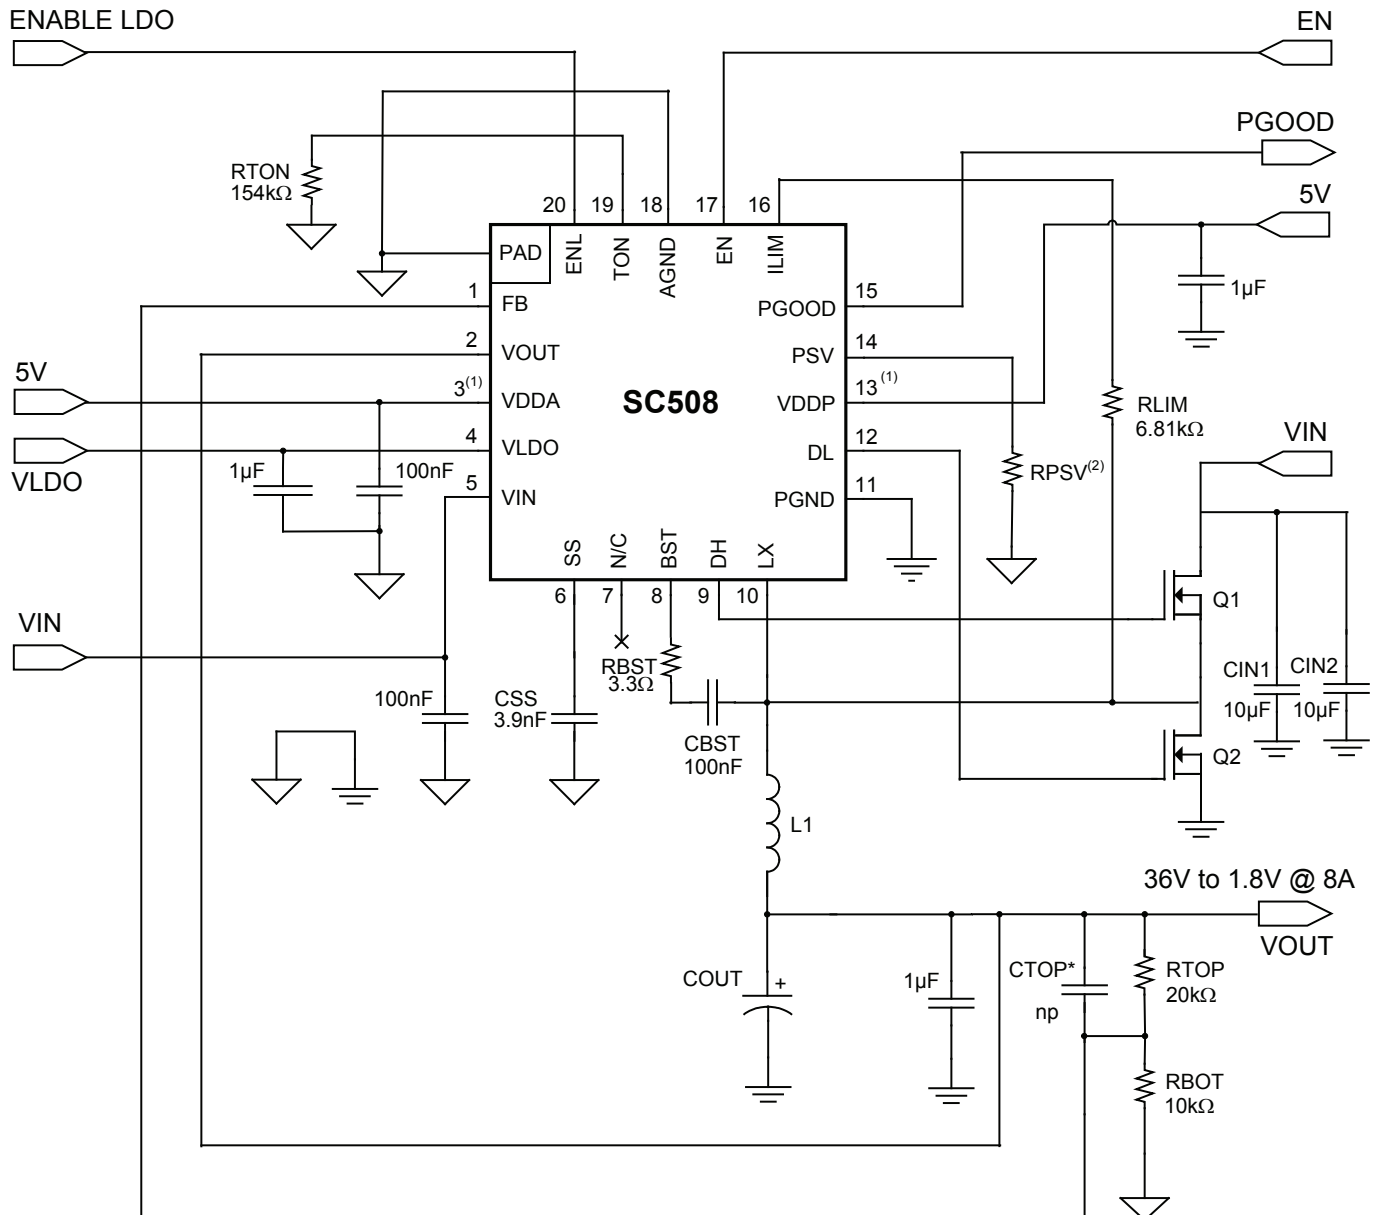 ENABLE LDO
EN
PGOOD
RTON
154kΩ
5V
20
19
18
17
16
PAD
ENL
TON
AGND
EN
ILIM
1
FB
PGOOD
15
1µF
2
VOUT
PSV
14
5V
3(1)
VDDA
SC508
VDDP
13 (1)
RLIM
6.81kΩ
VIN
4
VLDO
DL
12
VLDO
1µF
100nF
RPSV(2)
5
VIN
PGND
11
SS
N/C
BST
DH
LX
6
7
8
9
10
Q1
VIN
RBST
3.3Ω
CIN1
10µF
CIN2
10µF
100nF
CSS
3.9nF
CBST
100nF
Q2
L1
36V to 1.8V @ 8A
VOUT
COUT
+
1µF
CTOP*
np
RTOP
20kΩ
RBOT
10kΩ